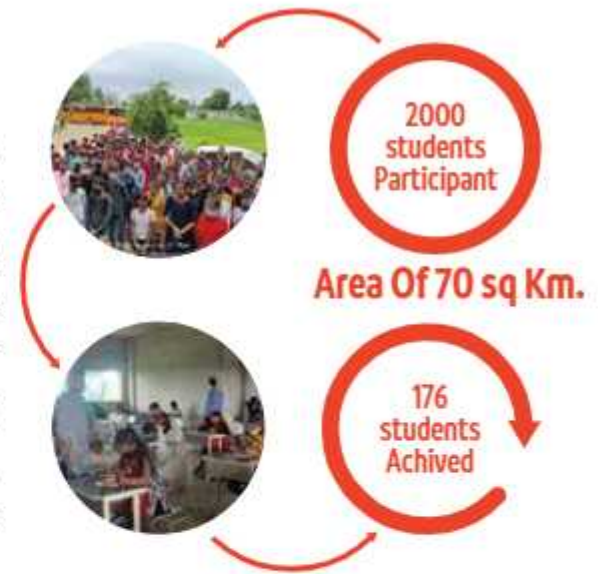 2000
students
Participant
Area Of 70 sq Km.
176
students
Achived